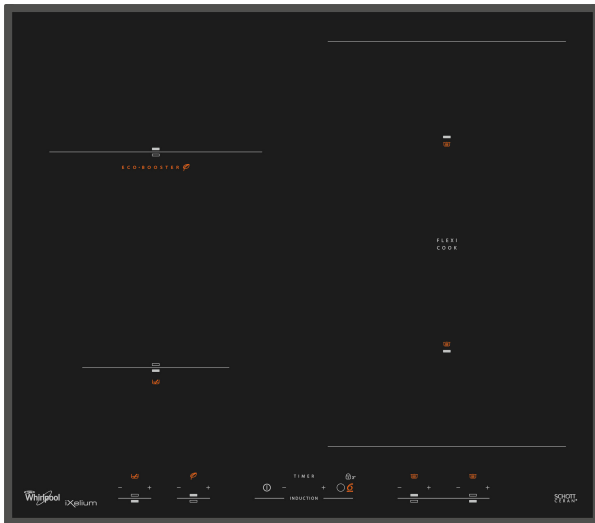 ECO-BOOSTER
FLEXI
COOK
TIMER
- +
- +
- +
- +
- +
INDUCTION
Whirlpool
iXelium
SCHOTT
CERAN®